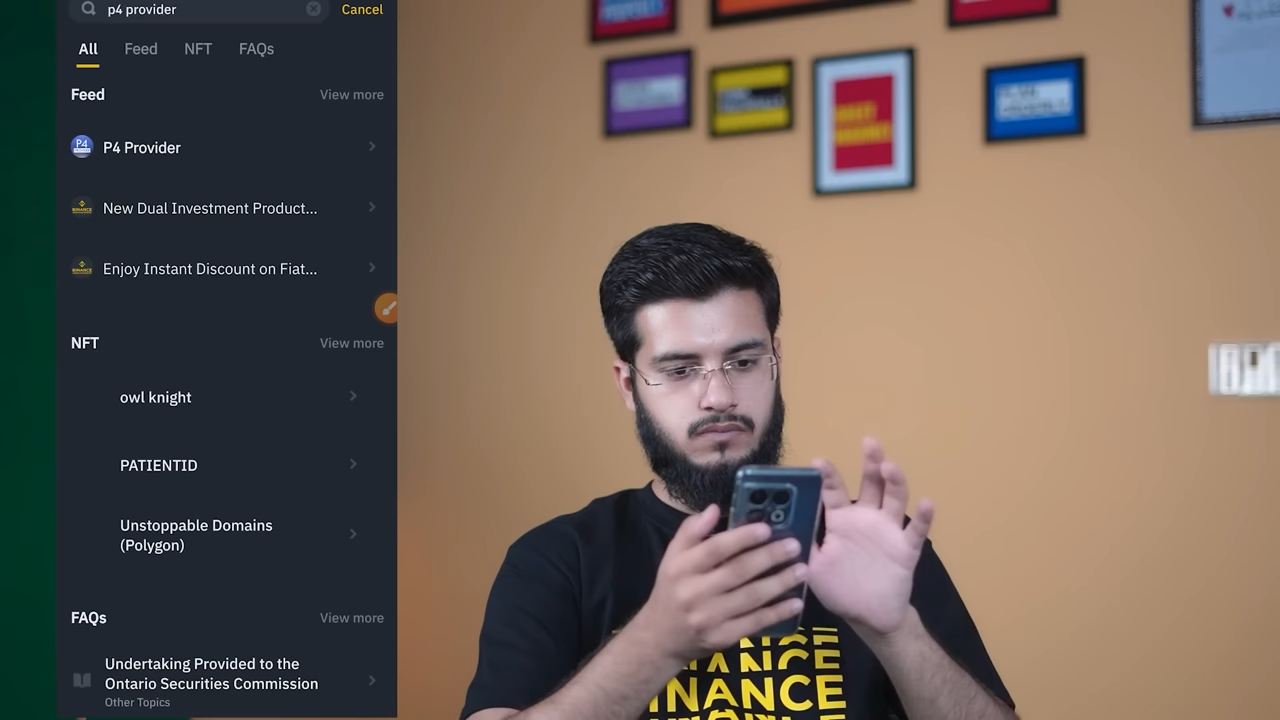 p4 provider
Cancel
All
Feed
NFT
FAQs
Feed
View more
P4 Provider
New Dual Investment Product...
Enjoy Instant Discount on Fiat...
NFT
View more
owl knight
PATIENTID
Unstoppable Domains
(Polygon)
FAQs
View more
Undertaking Provided to the
Ontario Securities Commission
Other Topics
INANCE